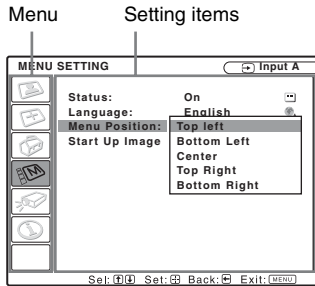 Menu Setting items
MENU SETTING Input A
Status: On
Language: English
Menu Position: Top left
Start Up Image Bottom Left
Center
Top Right
Bottom Right
Sel: Set: Back: Exit: MENU